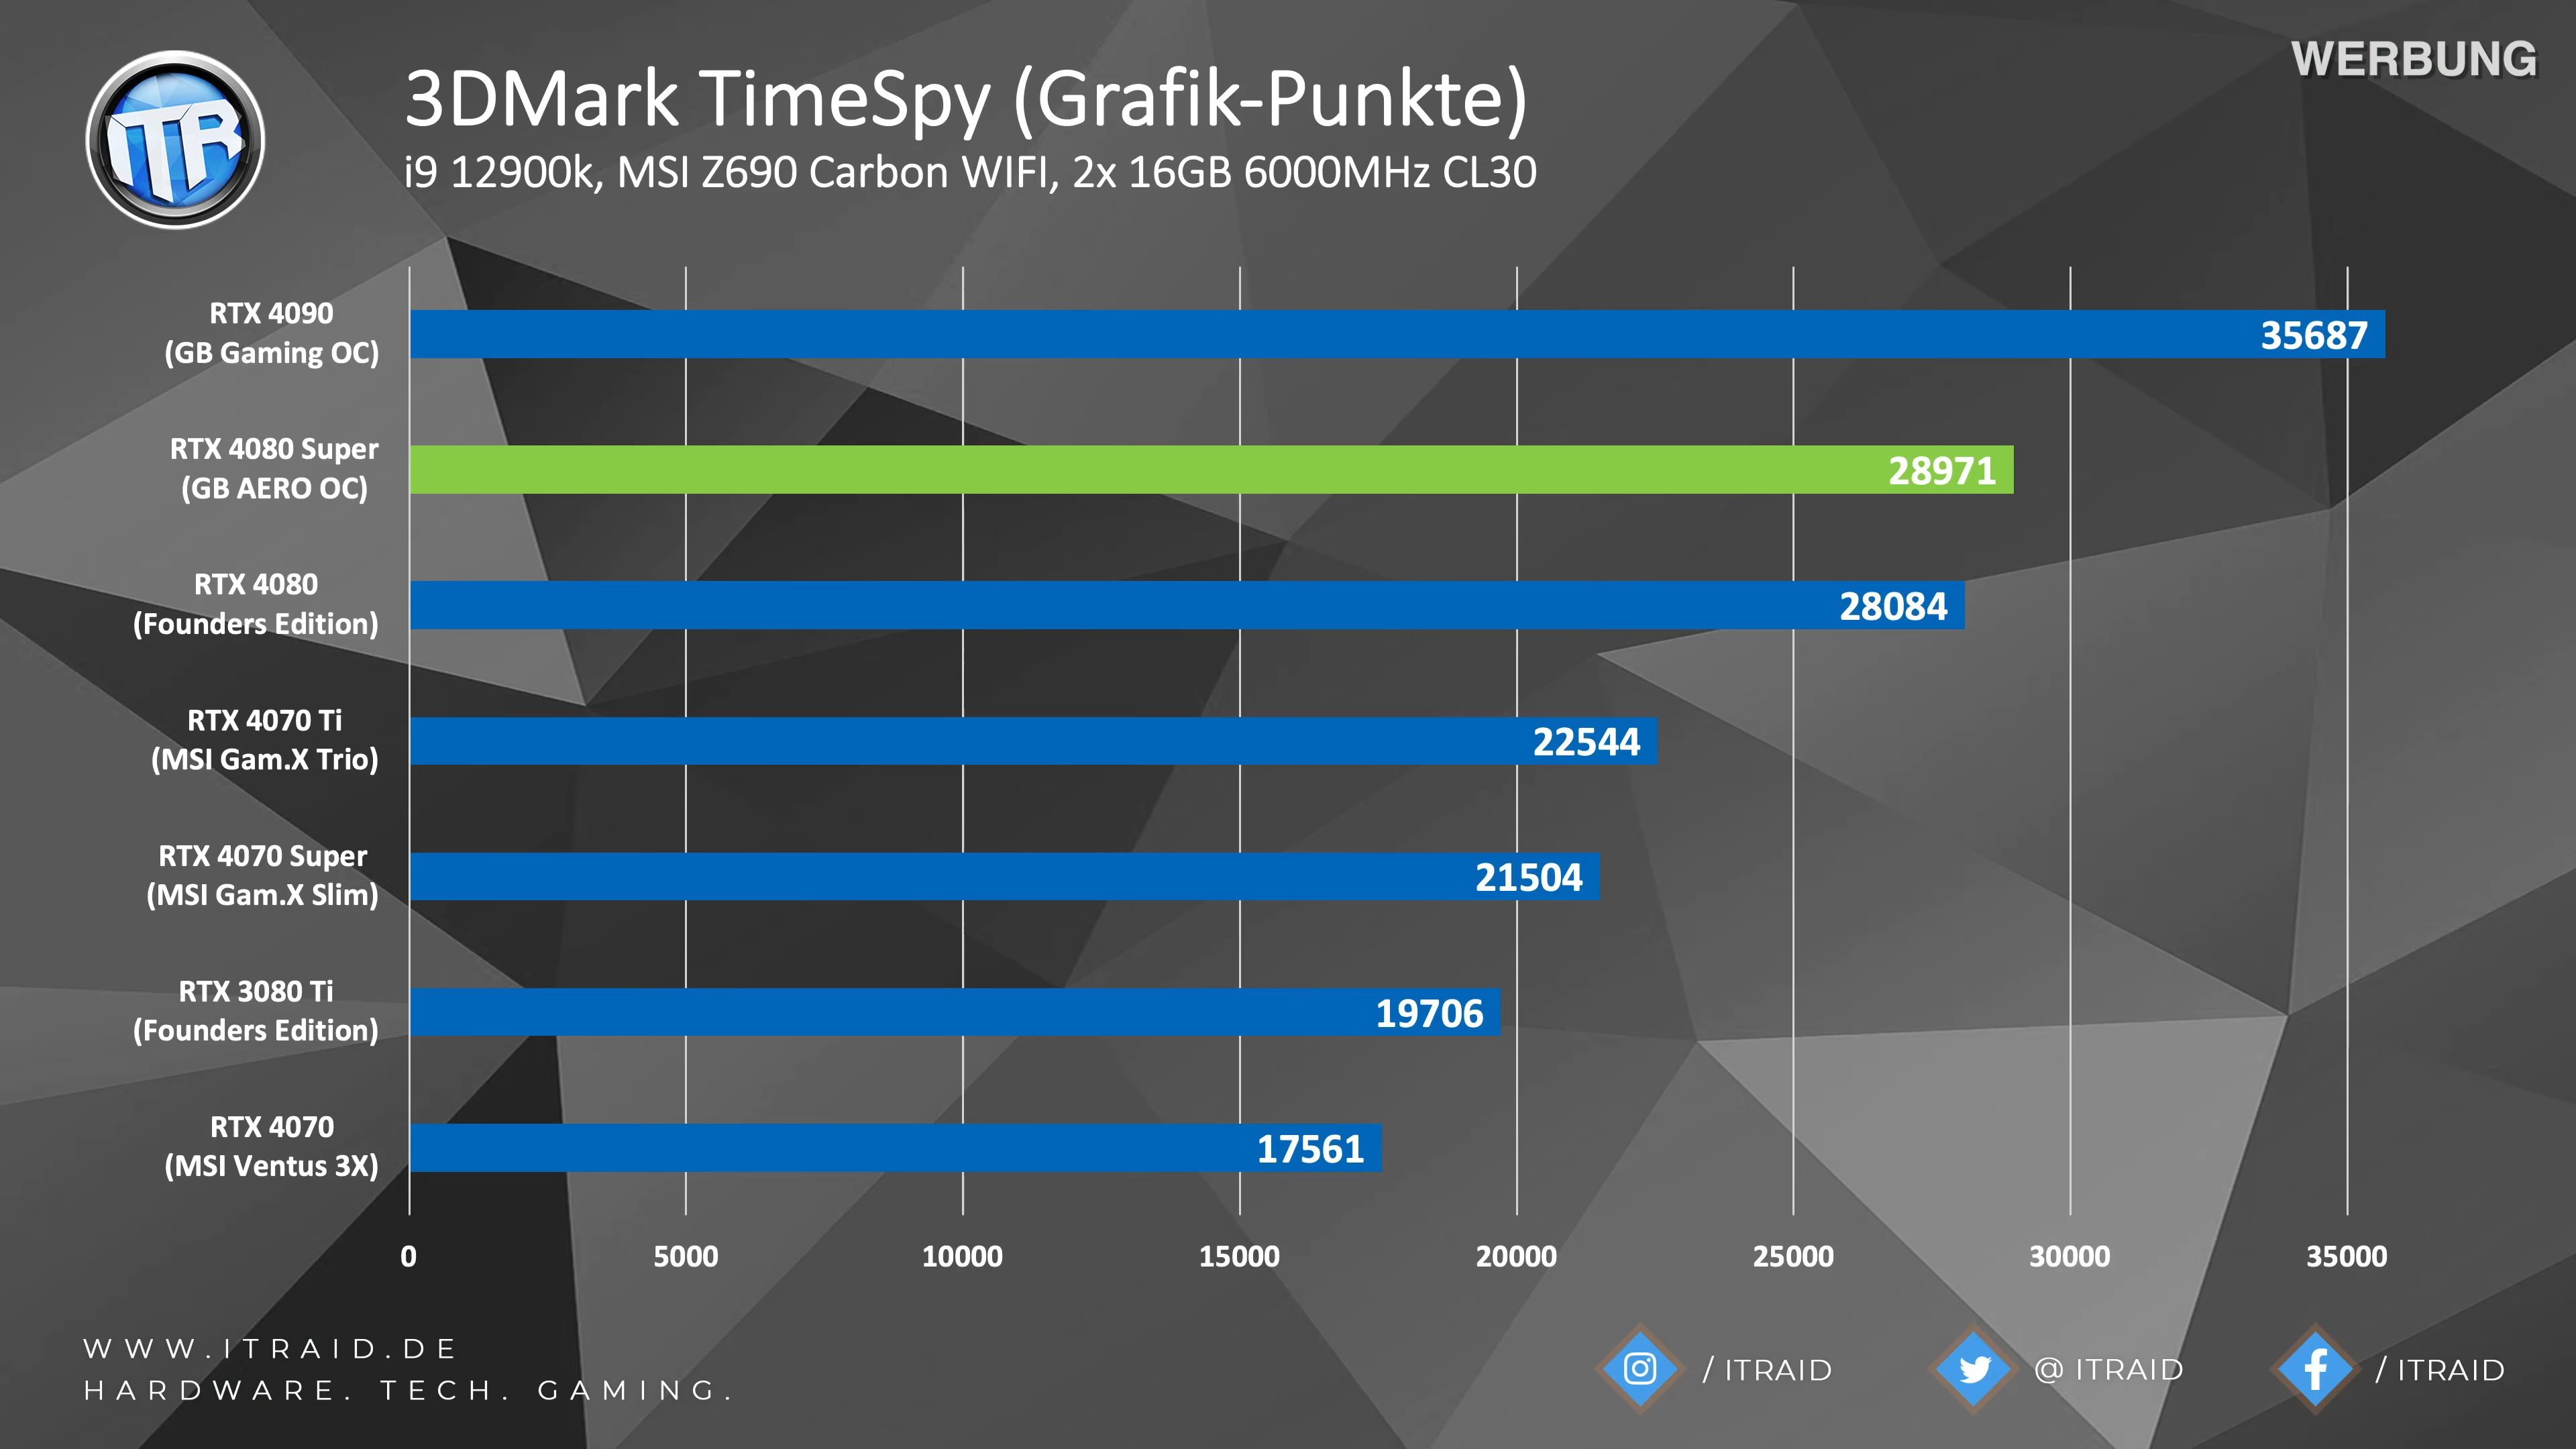 ITR
WERBUNG
3DMark TimeSpy (Grafik-Punkte)
i9 12900k, MSI Z690 Carbon WIFI, 2x 16GB 6000MHz CL30
RTX 4090
(GB Gaming OC)
35687
RTX 4080 Super
(GB AERO OC)
28971
RTX 4080
(Founders Edition)
28084
RTX 4070 Ti
(MSI Gam.X Trio)
22544
RTX 4070 Super
(MSI Gam.X Slim)
21504
RTX 3080 Ti
(Founders Edition)
19706
RTX 4070
(MSI Ventus 3X)
17561
0 5000 10000 15000 20000 25000 30000 35000
WWW.ITRAID.DE
HARDWARE. TECH. GAMING.
/ ITRAID
@ ITRAID
/ ITRAID